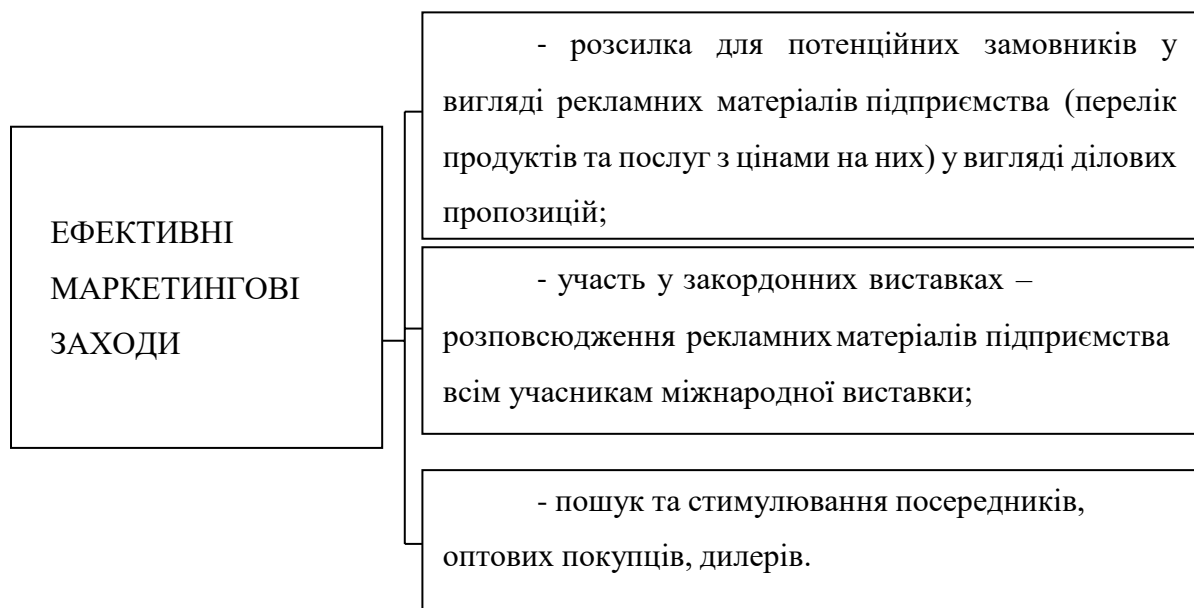 ЕФЕКТИВНІ
МАРКЕТИНГОВІ
ЗАХОДИ
- розсилка для потенційних замовників у
вигляді рекламних матеріалів підприємства (перелік
продуктів та послуг з цінами на них) у вигляді ділових
пропозицій;
- участь у закордонних виставках –
розповсюдження рекламних матеріалів підприємства
всім учасникам міжнародної виставки;
- пошук та стимулювання посередників,
оптових покупців, дилерів.